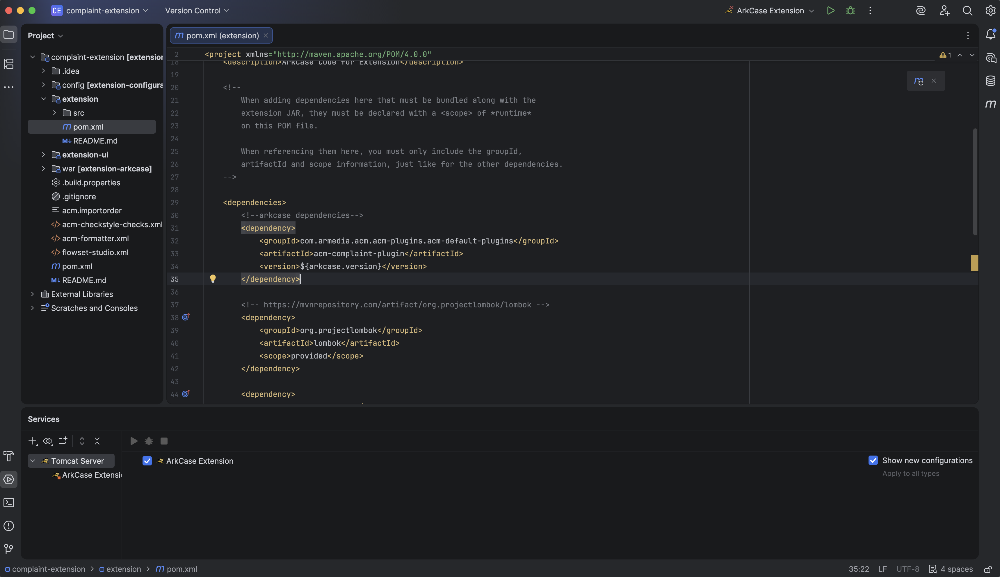 CE complaint-extension
Version Control
ArkCase Extension
Project
complaint-extension [extension
.idea
config [extension-configura
extension
src
m pom.xml
M↓ README.md
extension-ui
war [extension-arkcase]
.build.properties
.gitignore
acm.importorder
</> acm-checkstyle-checks.xml
</> acm-formatter.xml
</> flowset-studio.xml
m pom.xml
M↓ README.md
External Libraries
Scratches and Consoles
m pom.xml (extension)
2 <project xmlns="http://maven.apache.org/POM/4.0.0"
1
18 <description>ArkCase Code for Extension</description>
19
20 <!--
21 When adding dependencies here that must be bundled along with the
22 extension JAR, they must be declared with a <scope> of *runtime*
23 on this POM file.
24
25 When referencing them here, you must only include the groupId,
26 artifactId and scope information, just like for the other dependencies.
27 -->
28
29 <dependencies>
30 <!--arkcase dependencies-->
31 <dependency>
32 <groupId>com.armedia.acm.acm-plugins.acm-default-plugins</groupId>
33 <artifactId>acm-complaint-plugin</artifactId>
34 <version>${arkcase.version}</version>
35 </dependency>
36
37 <!-- https://mvnrepository.com/artifact/org.projectlombok/lombok -->
38 <dependency>
39 <groupId>org.projectlombok</groupId>
40 <artifactId>lombok</artifactId>
41 <scope>provided</scope>
42 </dependency>
43
44 <dependency>
m
m
Services
Tomcat Server
ArkCase Extensi
ArkCase Extension
Show new configurations
Apply to all types
complaint-extension > extension > m pom.xml
35:22 LF UTF-8 4 spaces